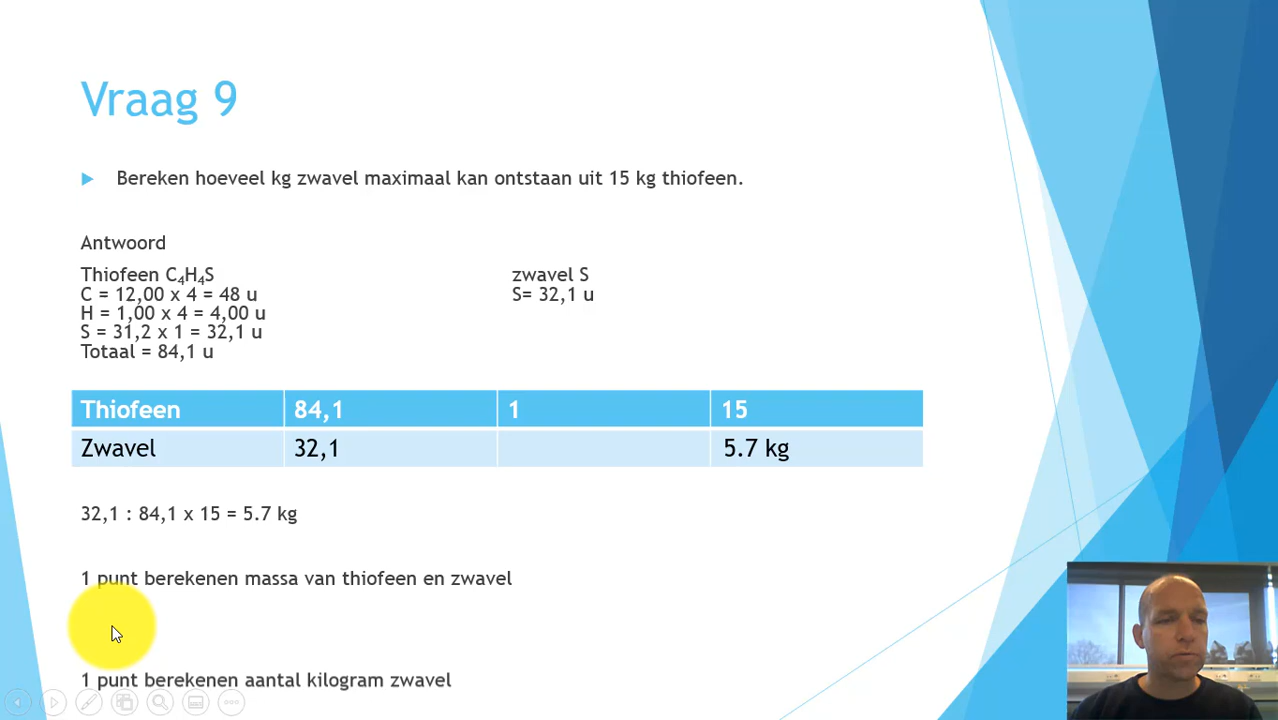 Vraag 9
Bereken hoeveel kg zwavel maximaal kan ontstaan uit 15 kg thiofeen.
Antwoord
Thiofeen C₄H₄S
C = 12,00 x 4 = 48 u
H = 1,00 x 4 = 4,00 u
S = 31,2 x 1 = 32,1 u
Totaal = 84,1 u
zwavel S
S= 32,1 u
Thiofeen 84,1 1 15
Zwavel 32,1 5.7 kg
32,1 : 84,1 x 15 = 5.7 kg
1 punt berekenen massa van thiofeen en zwavel
1 punt berekenen aantal kilogram zwavel